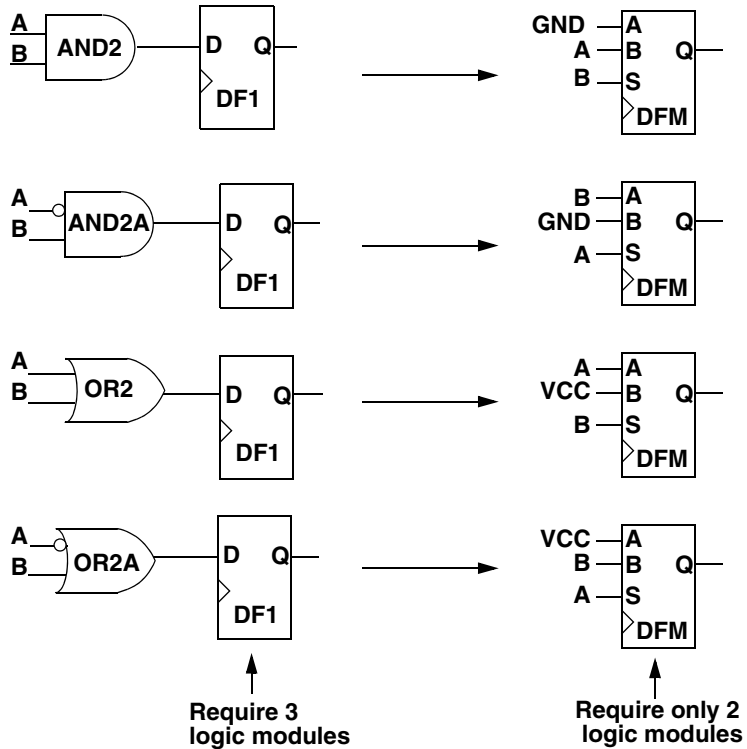 A
B
AND2
D
Q
DF1
GND
A
B
A
B
S
Q
DFM
A
B
AND2A
D
Q
DF1
B
GND
A
A
B
S
Q
DFM
A
B
OR2
D
Q
DF1
A
VCC
B
A
B
S
Q
DFM
A
B
OR2A
D
Q
DF1
VCC
B
A
A
B
S
Q
DFM
Require 3
logic modules
Require only 2
logic modules